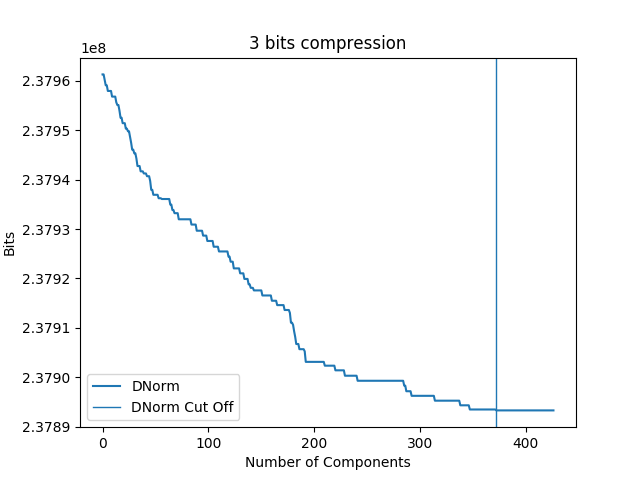 3 bits compression
1e8
2.3796
2.3795
2.3794
2.3793
2.3792
2.3791
2.3790
2.3789
Bits
DNorm
DNorm Cut Off
0 100 200 300 400
Number of Components